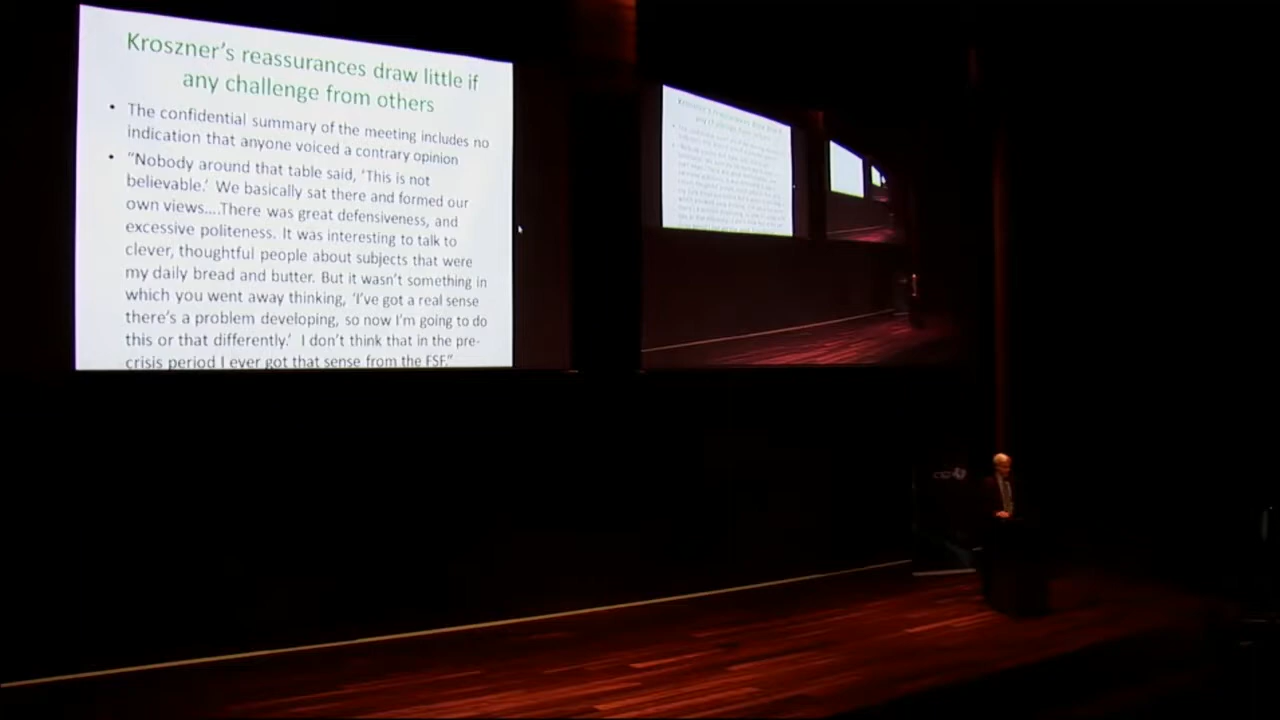 Kroszner's reassurances draw little if
any challenge from others
• The confidential summary of the meeting includes no
indication that anyone voiced a contrary opinion
• "Nobody around that table said, 'This is not
believable.' We basically sat there and formed our
own views....There was great defensiveness, and
excessive politeness. It was interesting to talk to
clever, thoughtful people about subjects that were
my daily bread and butter. But it wasn't something in
which you went away thinking, 'I've got a real sense
there's a problem developing, so now I'm going to do
this or that differently.' I don't think that in the pre-
crisis period I ever got that sense from the FSF."